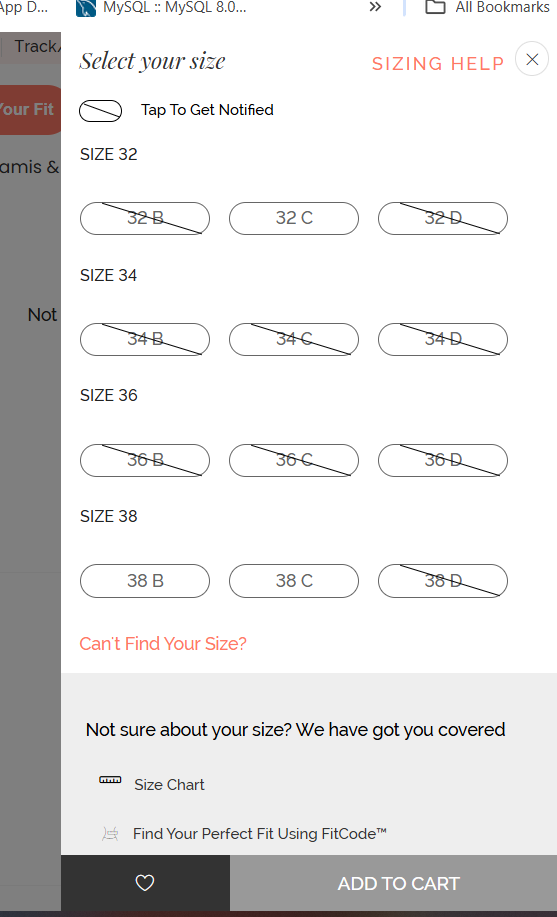 App D...
MySQL :: MySQL 8.0...
All Bookmarks
Track
Select your size
SIZING HELP
Tap To Get Notified
Your Fit
SIZE 32
amis &
32 B
32 C
32 D
SIZE 34
Not
34 B
34 C
34 D
SIZE 36
36 B
36 C
36 D
SIZE 38
38 B
38 C
38 D
Can't Find Your Size?
Not sure about your size? We have got you covered
Size Chart
Find Your Perfect Fit Using FitCode™
ADD TO CART